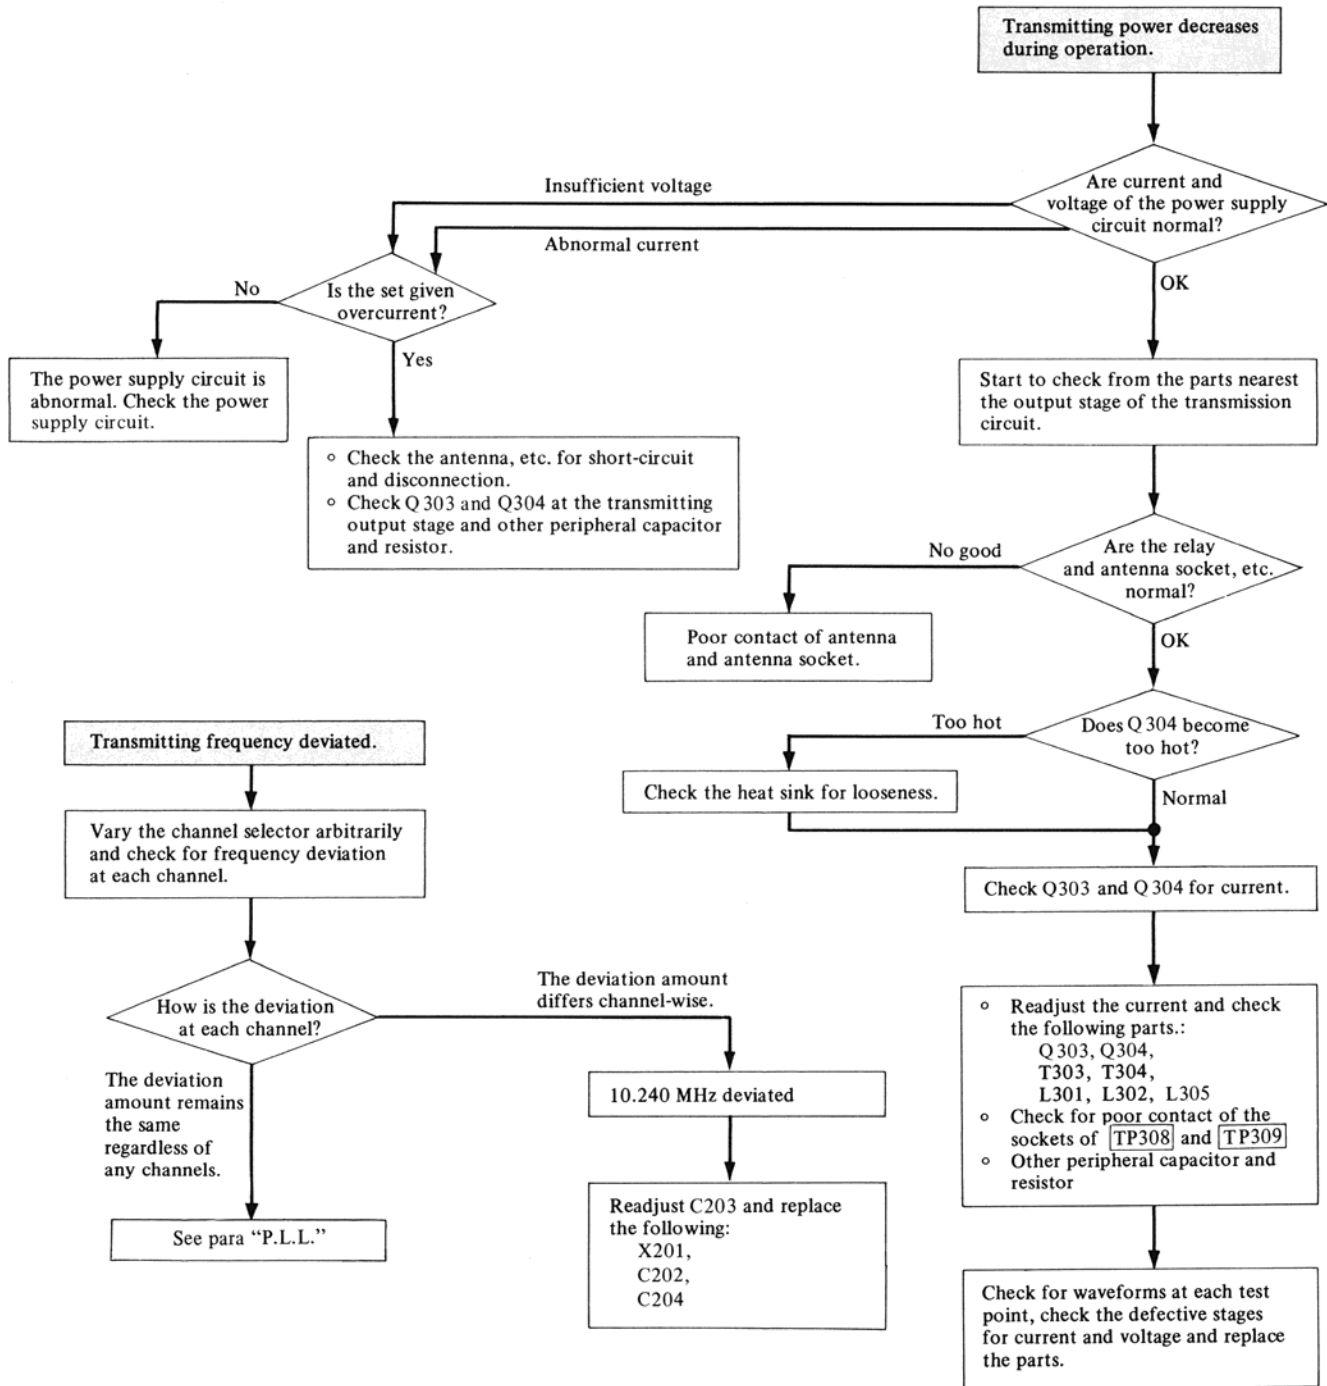 Transmitting power decreases
during operation.
Are current and
voltage of the power supply
circuit normal?
Insufficient voltage
Abnormal current
OK
Is the set given
overcurrent?
No
Yes
The power supply circuit is
abnormal. Check the power
supply circuit.
○ Check the antenna, etc. for short-circuit
and disconnection.
○ Check Q303 and Q304 at the transmitting
output stage and other peripheral capacitor
and resistor.
Start to check from the parts nearest
the output stage of the transmission
circuit.
Are the relay
and antenna socket, etc.
normal?
No good
OK
Poor contact of antenna
and antenna socket.
Does Q304 become
too hot?
Too hot
Normal
Check the heat sink for looseness.
Check Q303 and Q304 for current.
○ Readjust the current and check
the following parts.:
Q303, Q304,
T303, T304,
L301, L302, L305
○ Check for poor contact of the
sockets of TP308 and TP309
○ Other peripheral capacitor and
resistor
Check for waveforms at each test
point, check the defective stages
for current and voltage and replace
the parts.
Transmitting frequency deviated.
Vary the channel selector arbitrarily
and check for frequency deviation
at each channel.
How is the deviation
at each channel?
The deviation amount
differs channel-wise.
The deviation
amount remains
the same
regardless of
any channels.
10.240 MHz deviated
Readjust C203 and replace
the following:
X201,
C202,
C204
See para “P.L.L.”